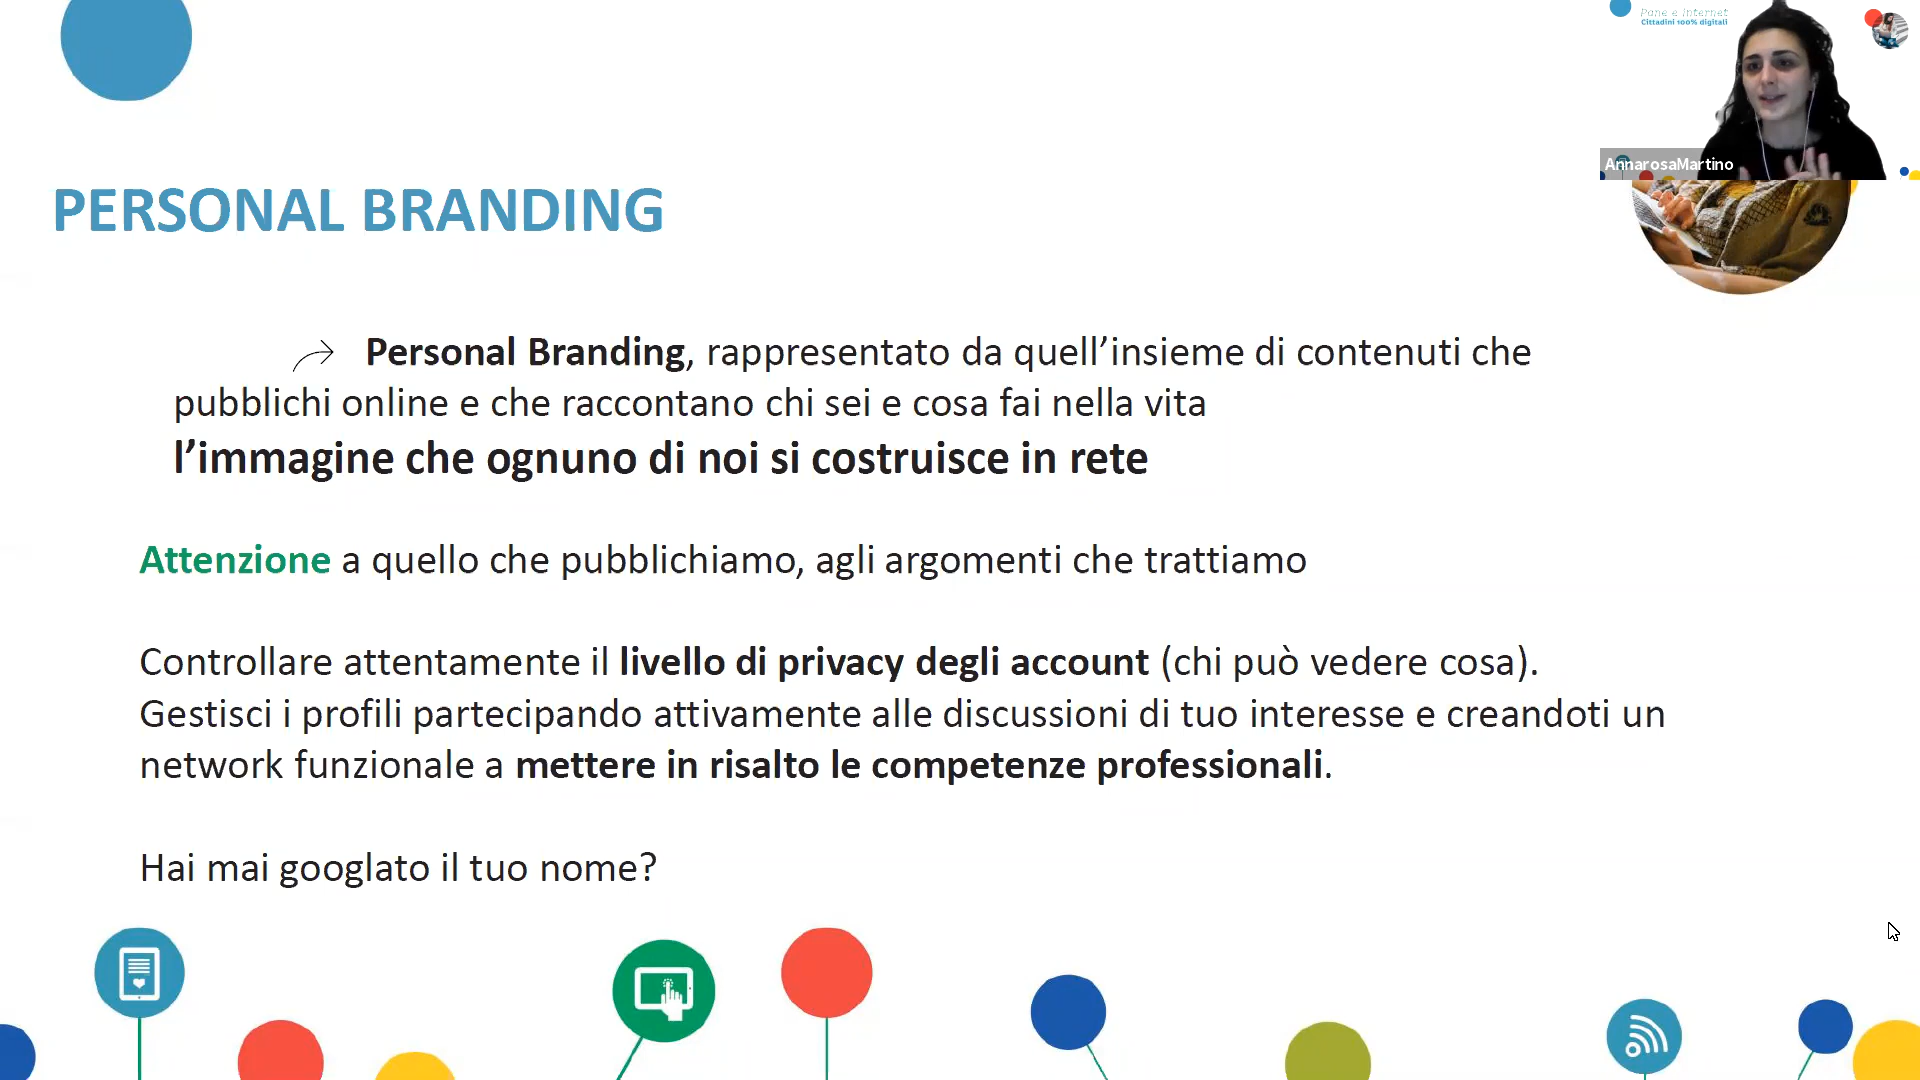 Pane e Internet
Cittadini 100% digitali
AnnarosaMartino
PERSONAL BRANDING
Personal Branding, rappresentato da quell’insieme di contenuti che
pubblichi online e che raccontano chi sei e cosa fai nella vita
l’immagine che ognuno di noi si costruisce in rete
Attenzione a quello che pubblichiamo, agli argomenti che trattiamo
Controllare attentamente il livello di privacy degli account (chi può vedere cosa).
Gestisci i profili partecipando attivamente alle discussioni di tuo interesse e creandoti un
network funzionale a mettere in risalto le competenze professionali.
Hai mai googlato il tuo nome?